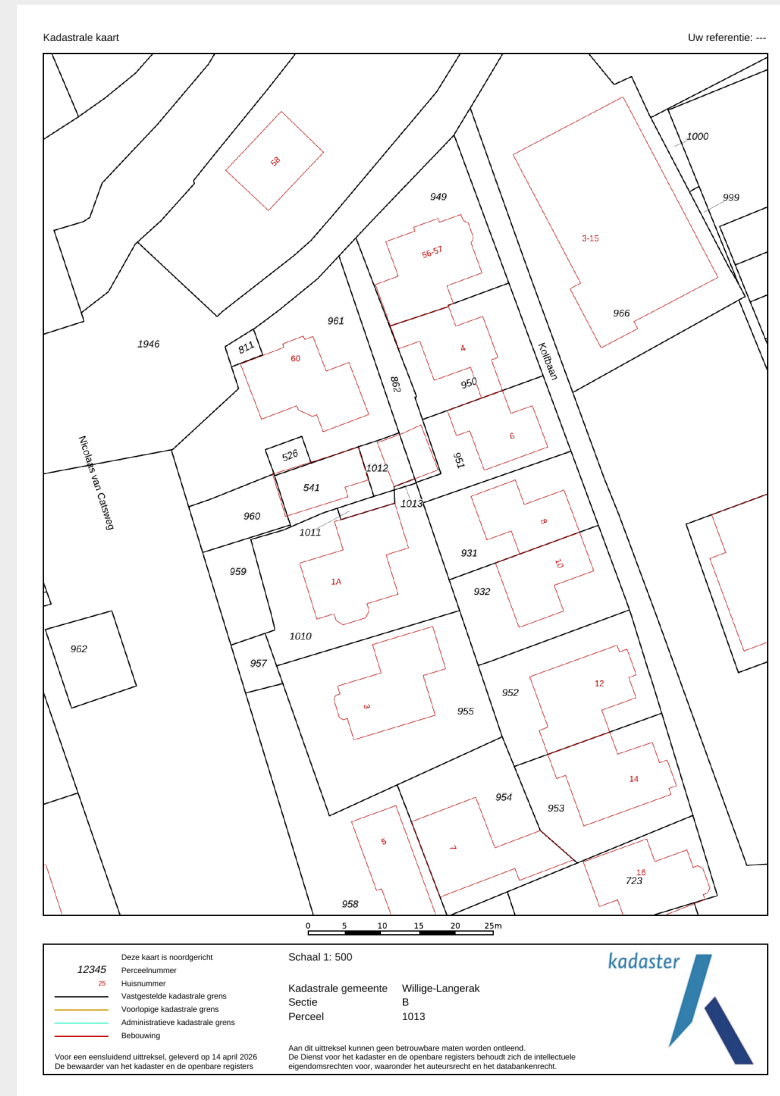 Kadastrale kaart
Uw referentie: ---
1000
58
949
999
56-57
3-15
961
966
1946
811
Kolfbaan
60
4
862
950
6
Nicolaas van Catsweg
526
951
1012
541
1013
960
8
1011
931
10
959
1A
932
1010
962
957
12
952
3
955
14
954
953
5
7
16
723
958
0 5 10 15 20 25m
Deze kaart is noordgericht
12345 Perceelnummer
25 Huisnummer
Vastgestelde kadastrale grens
Voorlopige kadastrale grens
Administratieve kadastrale grens
Bebouwing
Voor een eensluidend uittreksel, geleverd op 14 april 2026
De bewaarder van het kadaster en de openbare registers
Schaal 1: 500
Kadastrale gemeente Willige-Langerak
Sectie B
Perceel 1013
Aan dit uittreksel kunnen geen betrouwbare maten worden ontleend.
De Dienst voor het kadaster en de openbare registers behoudt zich de intellectuele
eigendomsrechten voor, waaronder het auteursrecht en het databankenrecht.
kadaster